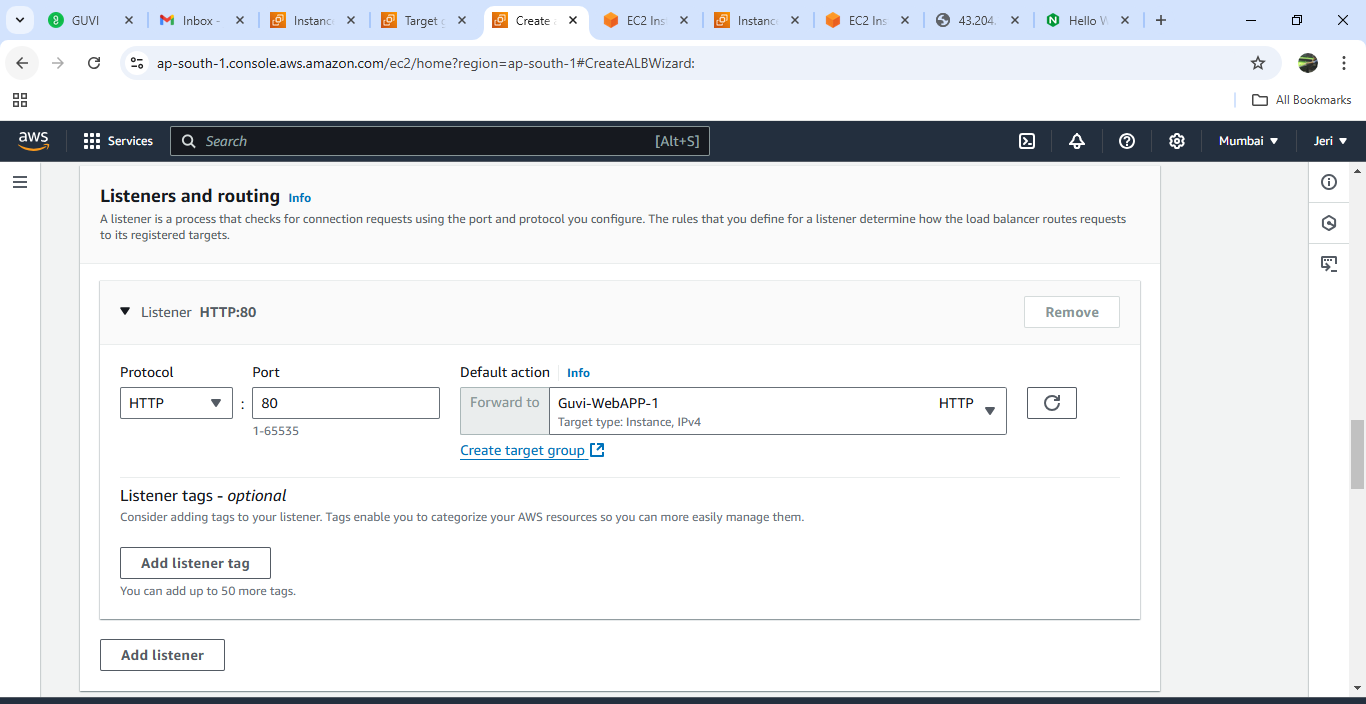 GUVI
Inbox -
Instanc
Target g
Create
EC2 Ins
Instanc
EC2 Ins
43.204.
Hello W
ap-south-1.console.aws.amazon.com/ec2/home?region=ap-south-1#CreateALBWizard:
All Bookmarks
aws
Services
Search
[Alt+S]
Mumbai
Jeri
Listeners and routing Info
A listener is a process that checks for connection requests using the port and protocol you configure. The rules that you define for a listener determine how the load balancer routes requests
to its registered targets.
Listener HTTP:80
Remove
Protocol
Port
Default action Info
HTTP
:
80
Forward to
Guvi-WebAPP-1
HTTP
Target type: Instance, IPv4
1-65535
Create target group
Listener tags - optional
Consider adding tags to your listener. Tags enable you to categorize your AWS resources so you can more easily manage them.
Add listener tag
You can add up to 50 more tags.
Add listener